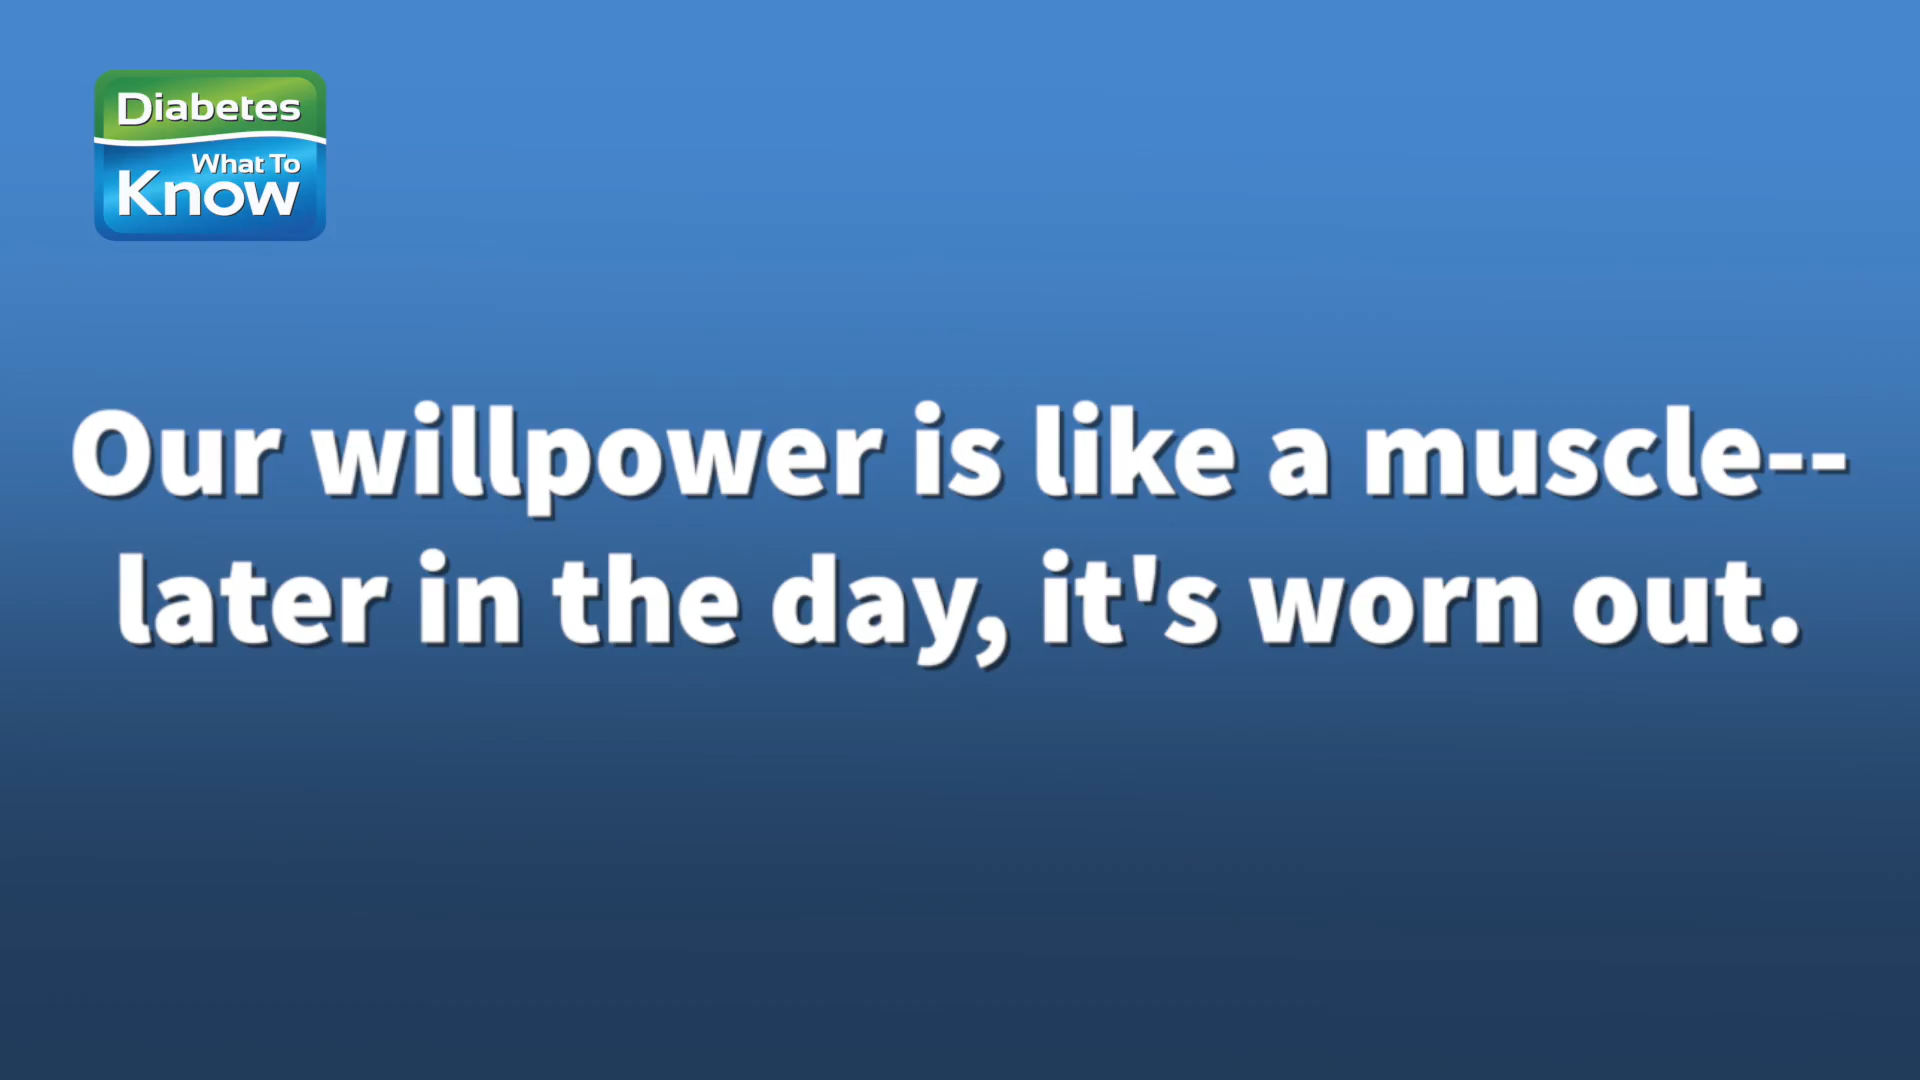 Diabetes
What To
Know
Our willpower is like a muscle--
later in the day, it's worn out.